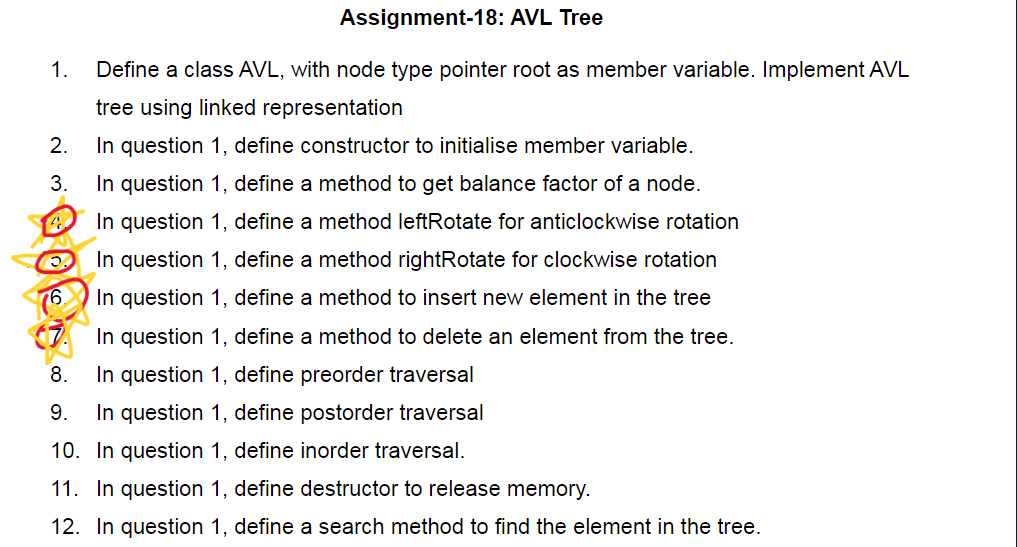 Assignment-18: AVL Tree
1. Define a class AVL, with node type pointer root as member variable. Implement AVL
tree using linked representation
2. In question 1, define constructor to initialise member variable.
3. In question 1, define a method to get balance factor of a node.
4. In question 1, define a method leftRotate for anticlockwise rotation
5. In question 1, define a method rightRotate for clockwise rotation
6. In question 1, define a method to insert new element in the tree
7. In question 1, define a method to delete an element from the tree.
8. In question 1, define preorder traversal
9. In question 1, define postorder traversal
10. In question 1, define inorder traversal.
11. In question 1, define destructor to release memory.
12. In question 1, define a search method to find the element in the tree.